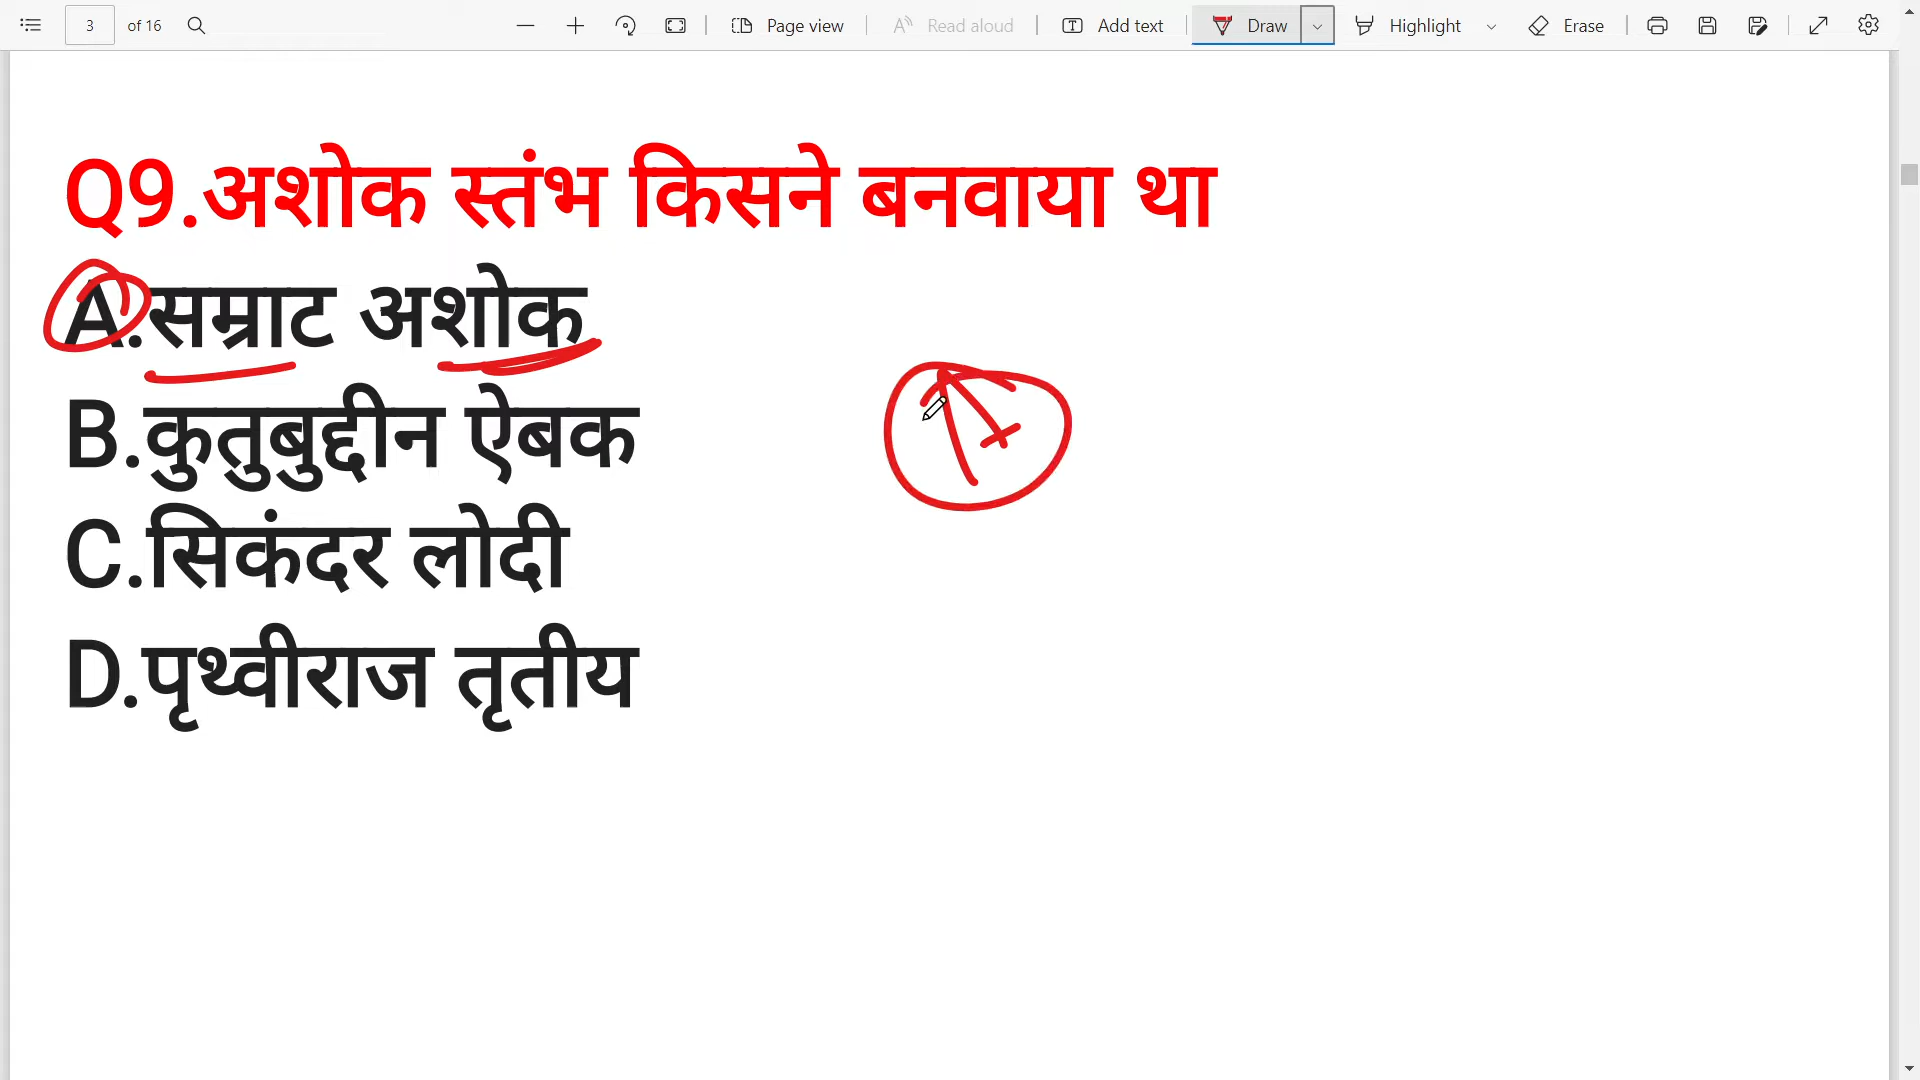 3 of 16 Page view Read aloud Add text Draw Highlight Erase
Q9.अशोक स्तंभ किसने बनवाया था
A.सम्राट अशोक
B.कुतुबुद्दीन ऐबक
C.सिकंदर लोदी
D.पृथ्वीराज तृतीय
A